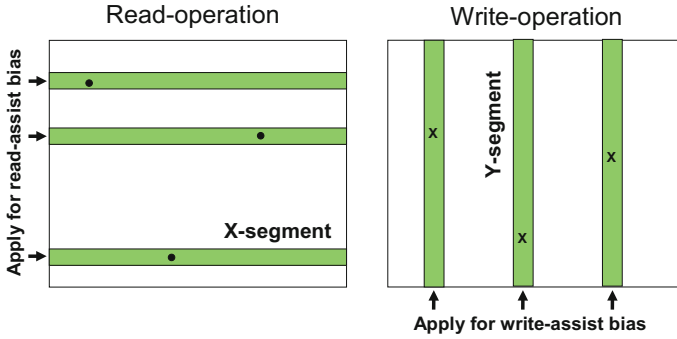 Read-operation
Write-operation
Apply for read-assist bias
X-segment
x
Y-segment
x
x
Apply for write-assist bias